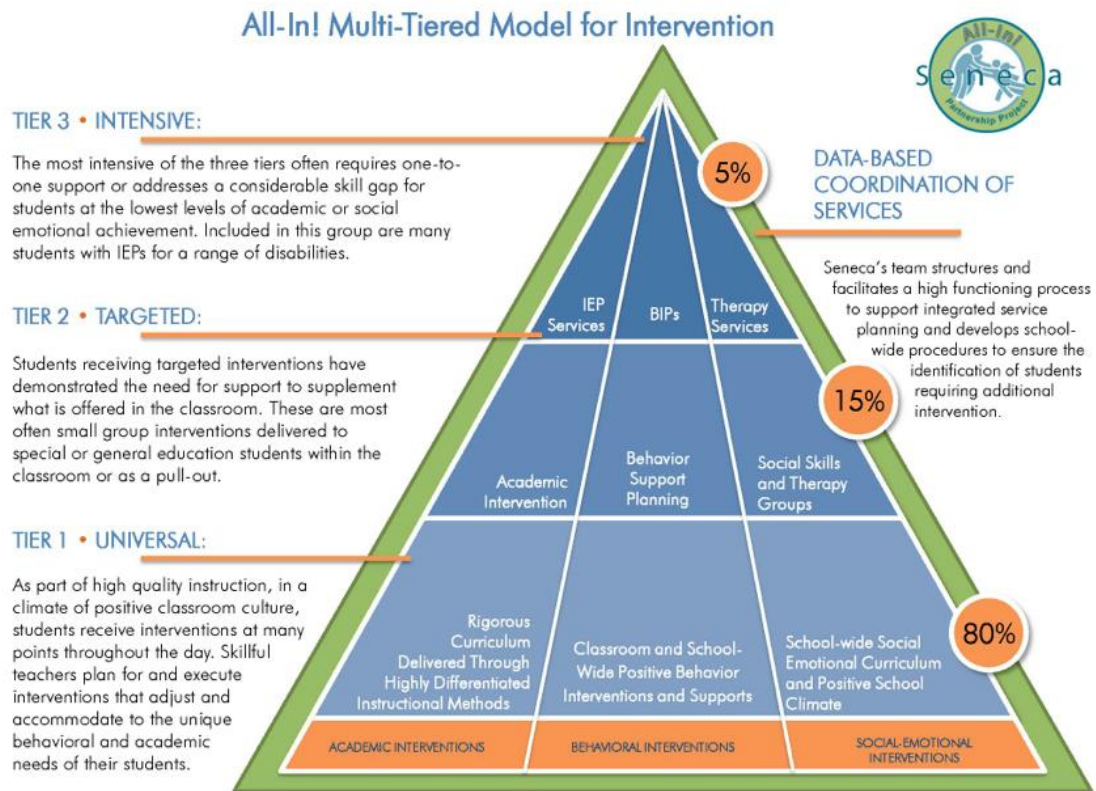 All-In! Multi-Tiered Model for Intervention
All-In!
Seneca
Partnership Project
TIER 3 • INTENSIVE:
The most intensive of the three tiers often requires one-to-
one support or addresses a considerable skill gap for
students at the lowest levels of academic or social
emotional achievement. Included in this group are many
students with IEPs for a range of disabilities.
TIER 2 • TARGETED:
Students receiving targeted interventions have
demonstrated the need for support to supplement
what is offered in the classroom. These are most
often small group interventions delivered to
special or general education students within the
classroom or as a pull-out.
TIER 1 • UNIVERSAL:
As part of high quality instruction, in a
climate of positive classroom culture,
students receive interventions at many
points throughout the day. Skillful
teachers plan for and execute
interventions that adjust and
accommodate to the unique
behavioral and academic
needs of their students.
5%
IEP
Services
BIPs
Therapy
Services
15%
Academic
Intervention
Behavior
Support
Planning
Social Skills
and Therapy
Groups
80%
Rigorous
Curriculum
Delivered Through
Highly Differentiated
Instructional Methods
Classroom and School-
Wide Positive Behavior
Interventions and Supports
School-wide Social
Emotional Curriculum
and Positive School
Climate
ACADEMIC INTERVENTIONS
BEHAVIORAL INTERVENTIONS
SOCIAL-EMOTIONAL
INTERVENTIONS
DATA-BASED
COORDINATION OF
SERVICES
Seneca's team structures and
facilitates a high functioning process
to support integrated service
planning and develops school-
wide procedures to ensure the
identification of students
requiring additional
intervention.